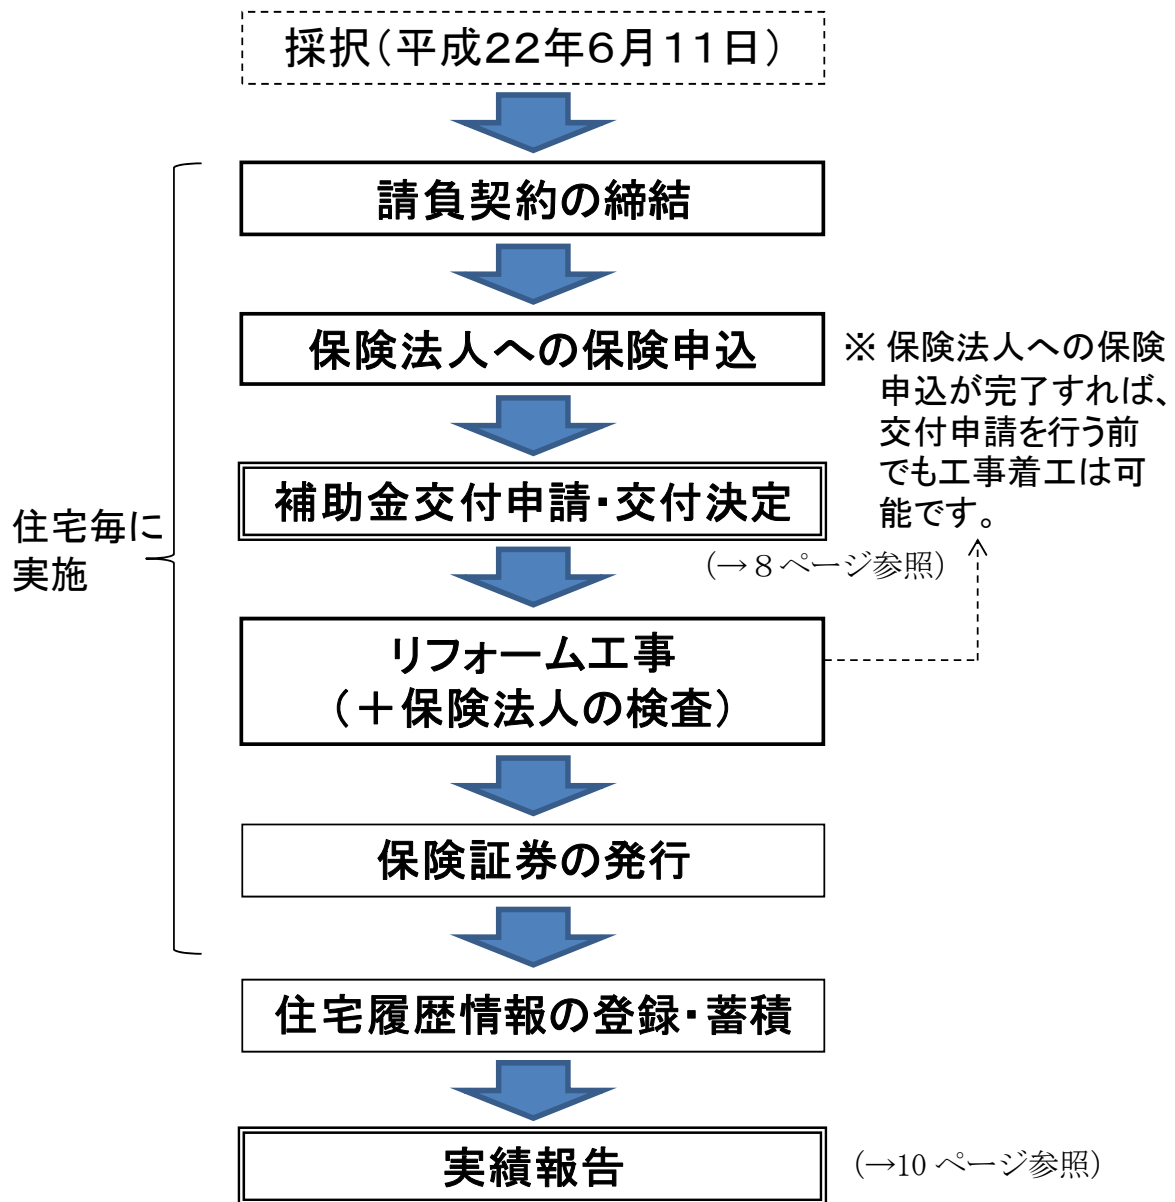 採択（平成２２年６月１１日）
請負契約の締結
保険法人への保険申込
※ 保険法人への保険
申込が完了すれば、
交付申請を行う前
でも工事着工は可
能です。
補助金交付申請・交付決定
(→８ページ参照)
住宅毎に
実施
リフォーム工事
（＋保険法人の検査）
保険証券の発行
住宅履歴情報の登録・蓄積
実績報告
(→10 ページ参照)